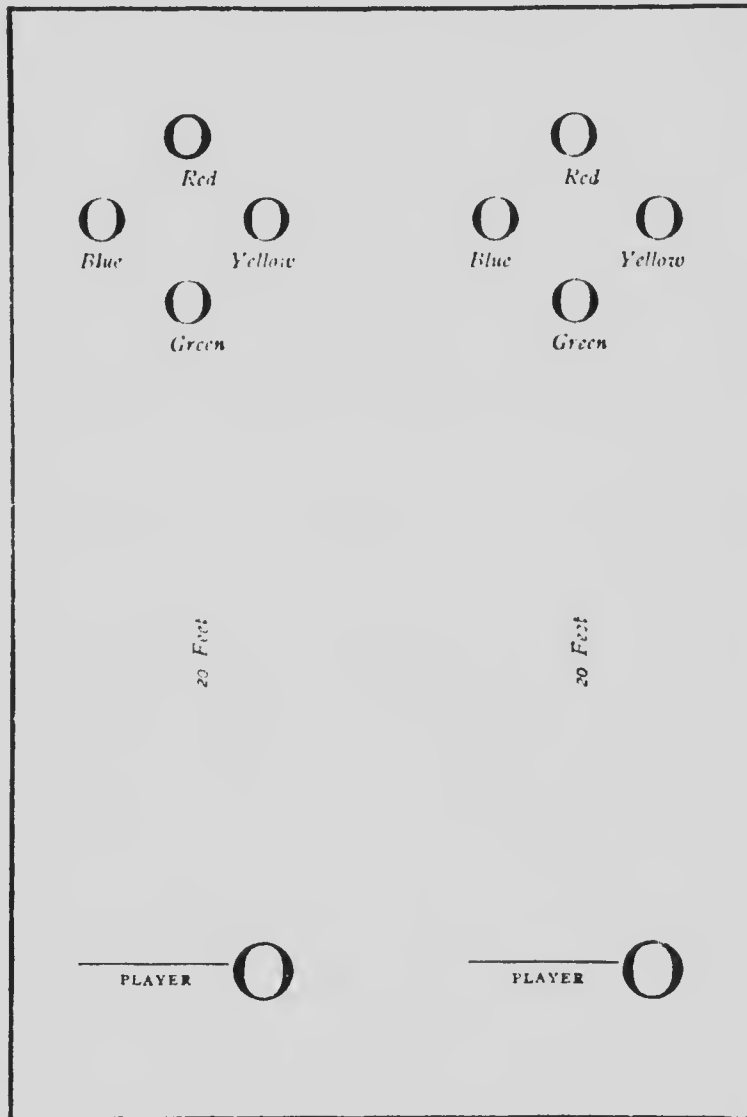 O O
Red Red
O O O O
Blue Yellow Blue Yellow
O O
Green Green
20 Feet 20 Feet
O O
PLAYER PLAYER